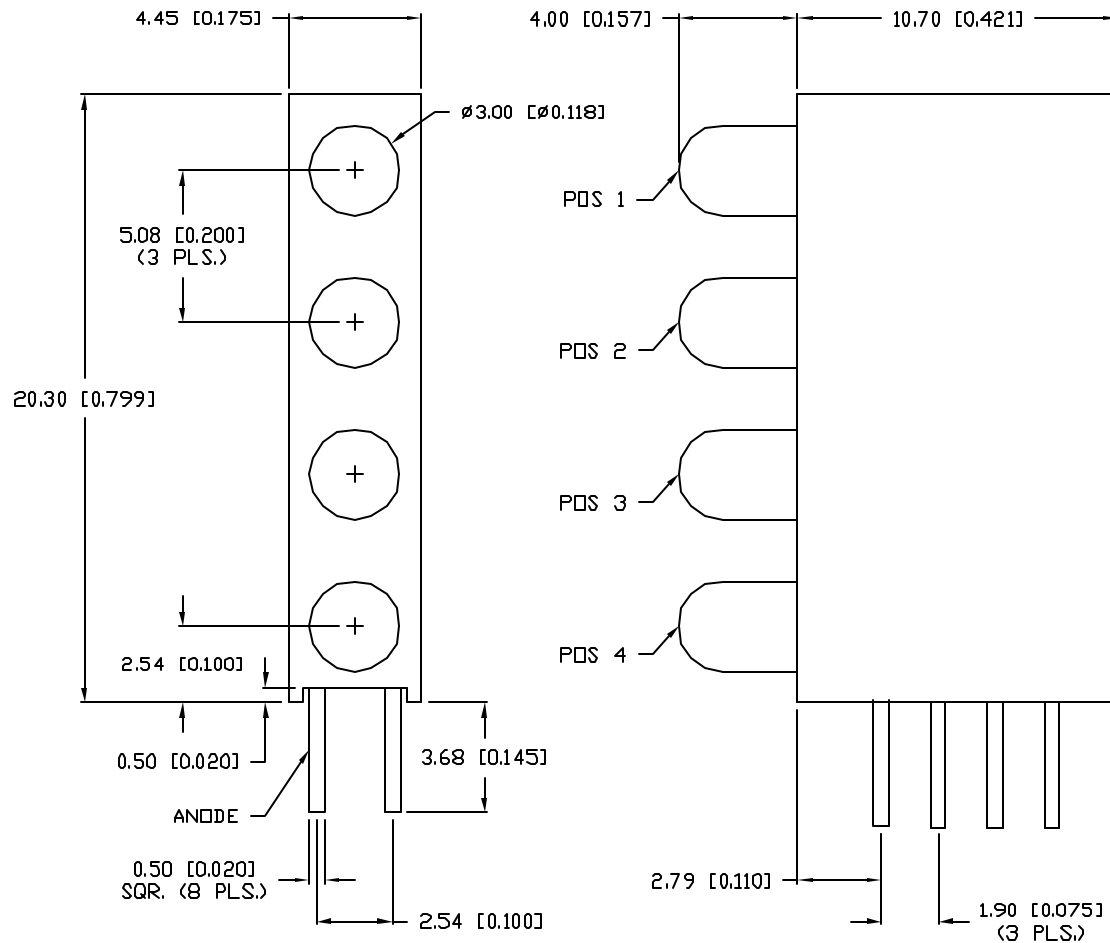 4.45 [0.175]
4.00 [0.157]
10.70 [0.421]
ø3.00 [ø0.118]
POS 1
5.08 [0.200]
(3 PLS.)
POS 2
20.30 [0.799]
POS 3
2.54 [0.100]
POS 4
0.50 [0.020]
3.68 [0.145]
ANODE
0.50 [0.020]
SQR. (8 PLS.)
2.54 [0.100]
2.79 [0.110]
1.90 [0.075]
(3 PLS.)